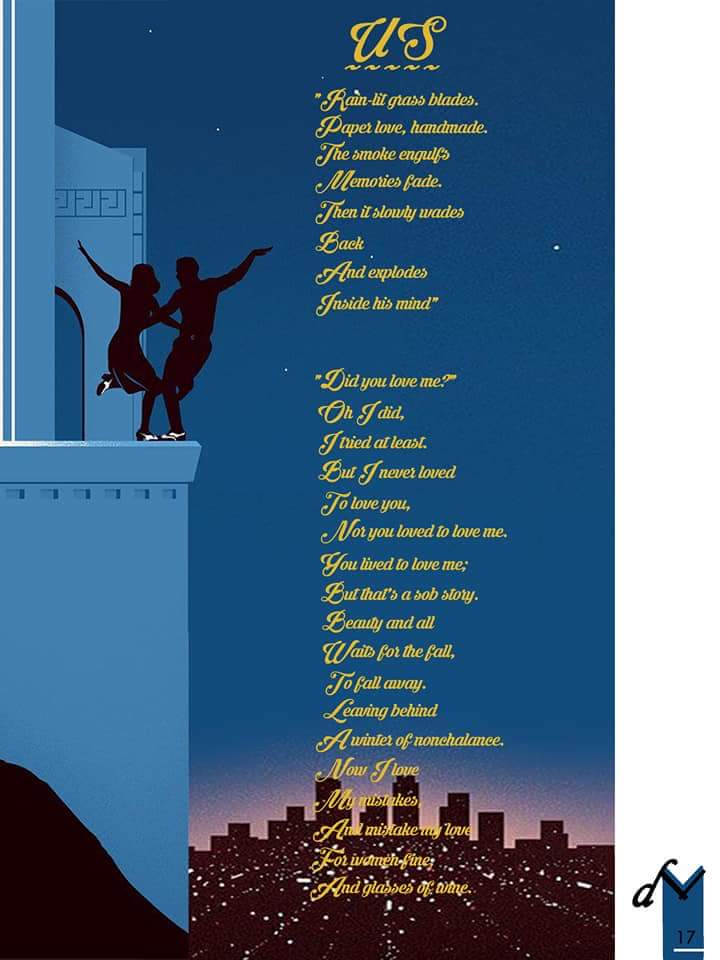 US
"Rain-lit grass blades.
Paper love, handmade.
The smoke engulfs
Memories fade.
Then it slowly wades
Back
And explodes
Inside his mind"
"Did you love me?"
Oh I did,
I tried at least.
But I never loved
To love you,
Nor you loved to love me.
You lived to love me;
But that's a sob story.
Beauty and all
Waits for the fall,
To fall away.
Leaving behind
A winter of nonchalance.
Now I love
My mistakes,
And mistake my love
For women fine,
And glasses of wine.
17